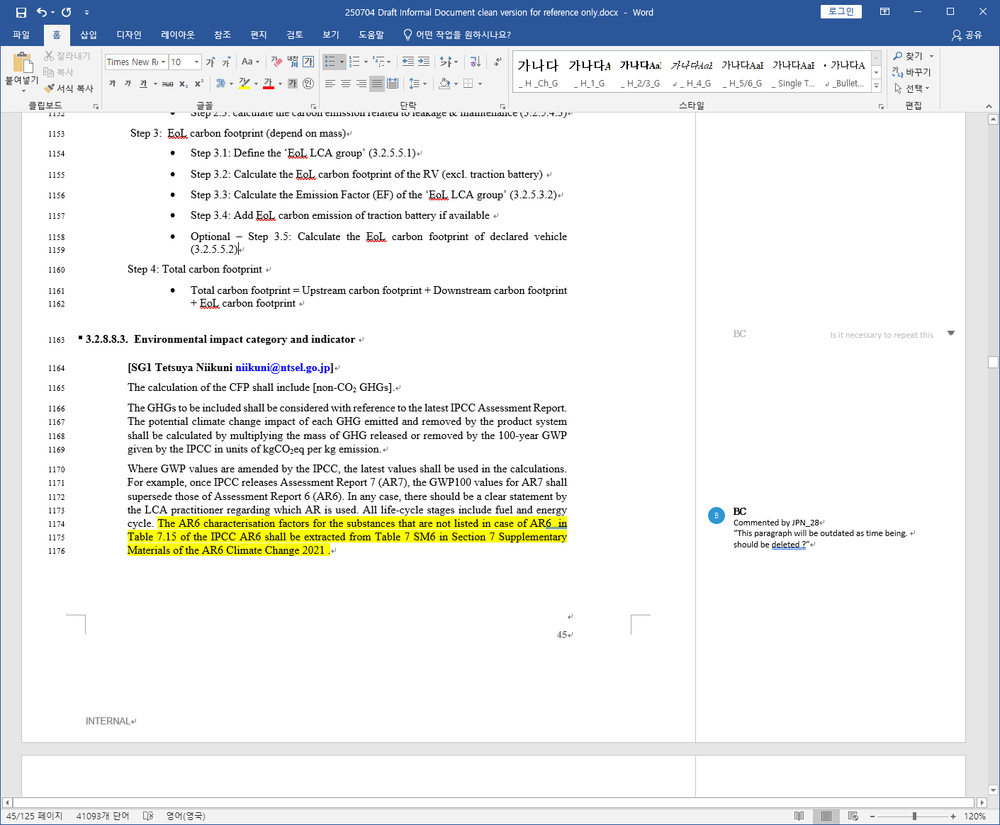 250704 Draft Informal Document clean version for reference only.docx - Word
로그인
파일 홈 삽입 디자인 레이아웃 참조 편지 검토 보기 도움말 어떤 작업을 원하시나요? 공유
붙여넣기
잘라내기
복사
서식 복사
클립보드
Times New R 10
글꼴
단락
가나다 가나다A 가나다Aa 가나다Aa 가나다AaB 가나다AaB 가나다A
_ H _Ch_G _ H_1_G _ H_2/3_G _ H_4_G _ H_5/6_G _ Single T... _Bullet...
스타일
찾기
바꾸기
선택
편집
1152 • Step 2.5: calculate the carbon emission related to leakage & maintenance (3.2.5.4.5)
1153 Step 3: EoL carbon footprint (depend on mass)
1154 • Step 3.1: Define the ‘EoL LCA group’ (3.2.5.5.1)
1155 • Step 3.2: Calculate the EoL carbon footprint of the RV (excl. traction battery)
1156 • Step 3.3: Calculate the Emission Factor (EF) of the ‘EoL LCA group’ (3.2.5.3.2)
1157 • Step 3.4: Add EoL carbon emission of traction battery if available
1158 • Optional – Step 3.5: Calculate the EoL carbon footprint of declared vehicle
1159 (3.2.5.5.2)
1160 Step 4: Total carbon footprint
1161 • Total carbon footprint = Upstream carbon footprint + Downstream carbon footprint
1162 + EoL carbon footprint
1163 3.2.8.8.3. Environmental impact category and indicator
BC Is it necessary to repeat this
1164 [SG1 Tetsuya Niikuni niikuni@ntsel.go.jp]
1165 The calculation of the CFP shall include [non-CO₂ GHGs].
1166 The GHGs to be included shall be considered with reference to the latest IPCC Assessment Report.
1167 The potential climate change impact of each GHG emitted and removed by the product system
1168 shall be calculated by multiplying the mass of GHG released or removed by the 100-year GWP
1169 given by the IPCC in units of kgCO₂eq per kg emission.
1170 Where GWP values are amended by the IPCC, the latest values shall be used in the calculations.
1171 For example, once IPCC releases Assessment Report 7 (AR7), the GWP100 values for AR7 shall
1172 supersede those of Assessment Report 6 (AR6). In any case, there should be a clear statement by
1173 the LCA practitioner regarding which AR is used. All life-cycle stages include fuel and energy
1174 cycle. The AR6 characterisation factors for the substances that are not listed in case of AR6 in
1175 Table 7.15 of the IPCC AR6 shall be extracted from Table 7 SM6 in Section 7 Supplementary
1176 Materials of the AR6 Climate Change 2021 .
B BC
Commented by JPN_28
“This paragraph will be outdated as time being.
should be deleted ?”
45
INTERNAL
45/125 페이지 41093개 단어 영어(영국) 120%